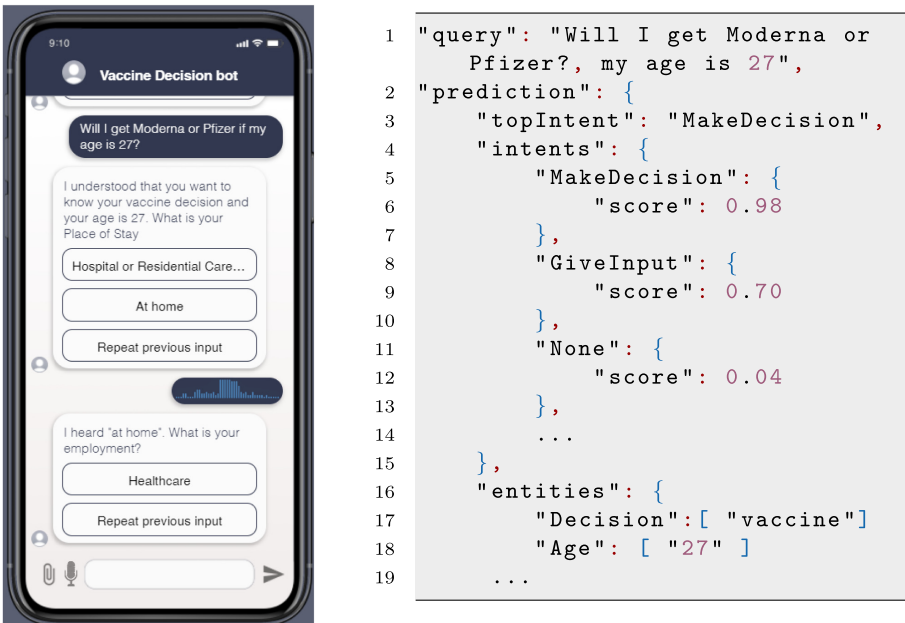 9:10
Vaccine Decision bot
Will I get Moderna or Pfizer if my
age is 27?
I understood that you want to
know your vaccine decision and
your age is 27. What is your
Place of Stay
Hospital or Residential Care...
At home
Repeat previous input
I heard "at home". What is your
employment?
Healthcare
Repeat previous input
1 "query": "Will I get Moderna or
Pfizer?, my age is 27",
2 "prediction": {
3 "topIntent": "MakeDecision",
4 "intents": {
5 "MakeDecision": {
6 "score": 0.98
7 },
8 "GiveInput": {
9 "score": 0.70
10 },
11 "None": {
12 "score": 0.04
13 },
14 ...
15 },
16 "entities": {
17 "Decision":[ "vaccine"]
18 "Age": [ "27" ]
19 ...